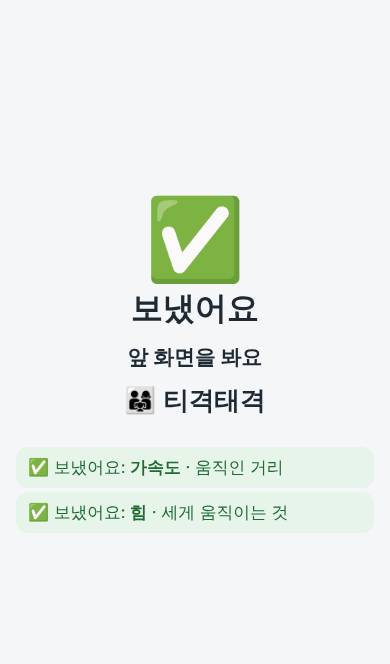 보냈어요
앞 화면을 봐요
티격태격
보냈어요: 가속도 · 움직인 거리
보냈어요: 힘 · 세게 움직이는 것